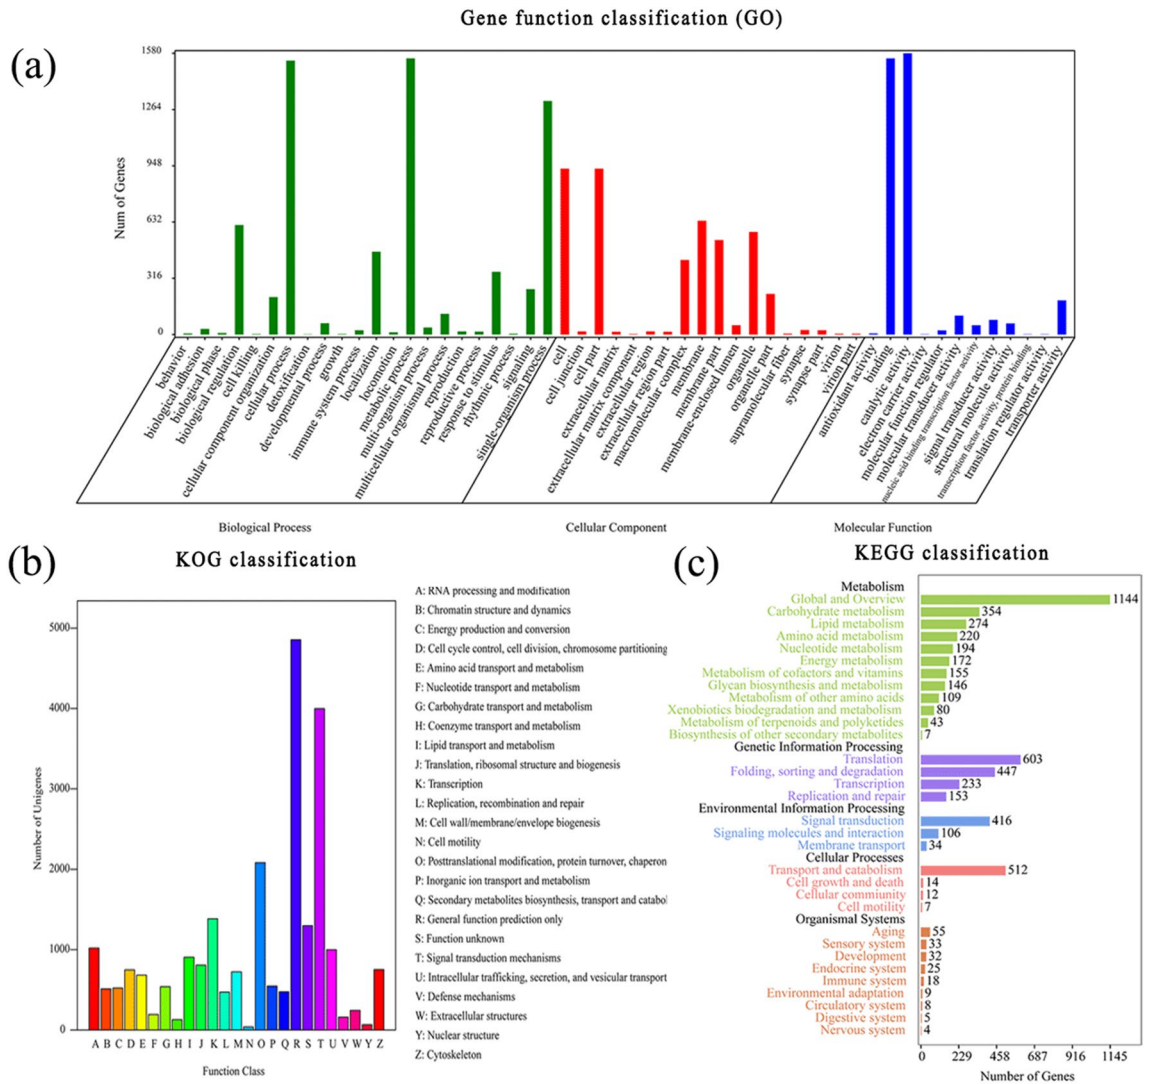 Gene function classification (GO)
(a)
Num of Genes
1580
1264
948
632
316
0
behavior
biological adhesion
biological phase
biological regulation
cell killing
cellular component organization
cellular process
detoxification
developmental process
growth
immune system process
localization
locomotion
metabolic process
multi-organism process
multicellular organismal process
reproduction
reproductive process
response to stimulus
rhythmic process
signaling
single-organism process
cell
cell junction
cell part
extracellular matrix
extracellular matrix component
extracellular region
extracellular region part
macromolecular complex
membrane
membrane part
membrane-enclosed lumen
organelle
organelle part
supramolecular fiber
synapse
synapse part
virion
virion part
antioxidant activity
binding
catalytic activity
electron carrier activity
molecular function regulator
molecular transducer activity
nucleic acid binding transcription factor activity
signal transducer activity
structural molecule activity
transcription factor activity, protein binding
translation regulator activity
transporter activity
Biological Process
Cellular Component
Molecular Function
(b)
KOG classification
Number of Unigenes
5000
4000
3000
2000
1000
0
A B C D E F G H I J K L M N O P Q R S T U V W Y Z
Function Class
A: RNA processing and modification
B: Chromatin structure and dynamics
C: Energy production and conversion
D: Cell cycle control, cell division, chromosome partitioning
E: Amino acid transport and metabolism
F: Nucleotide transport and metabolism
G: Carbohydrate transport and metabolism
H: Coenzyme transport and metabolism
I: Lipid transport and metabolism
J: Translation, ribosomal structure and biogenesis
K: Transcription
L: Replication, recombination and repair
M: Cell wall/membrane/envelope biogenesis
N: Cell motility
O: Posttranslational modification, protein turnover, chaperon
P: Inorganic ion transport and metabolism
Q: Secondary metabolites biosynthesis, transport and catabol
R: General function prediction only
S: Function unknown
T: Signal transduction mechanisms
U: Intracellular trafficking, secretion, and vesicular transport
V: Defense mechanisms
W: Extracellular structures
Y: Nuclear structure
Z: Cytoskeleton
(c)
KEGG classification
Metabolism
Global and Overview 1144
Carbohydrate metabolism 354
Lipid metabolism 274
Amino acid metabolism 220
Nucleotide metabolism 194
Energy metabolism 172
Metabolism of cofactors and vitamins 155
Glycan biosynthesis and metabolism 146
Metabolism of other amino acids 109
Xenobiotics biodegradation and metabolism 80
Metabolism of terpenoids and polyketides 43
Biosynthesis of other secondary metabolites 7
Genetic Information Processing
Translation 603
Folding, sorting and degradation 447
Transcription 233
Replication and repair 153
Environmental Information Processing
Signal transduction 416
Signaling molecules and interaction 106
Membrane transport 34
Cellular Processes
Transport and catabolism 512
Cell growth and death 14
Cellular commiunity 12
Cell motility 7
Organismal Systems
Aging 55
Sensory system 33
Development 32
Endocrine system 25
Immune system 18
Environmental adaptation 9
Circulatory system 8
Digestive system 5
Nervous system 4
0 229 458 687 916 1145
Number of Genes